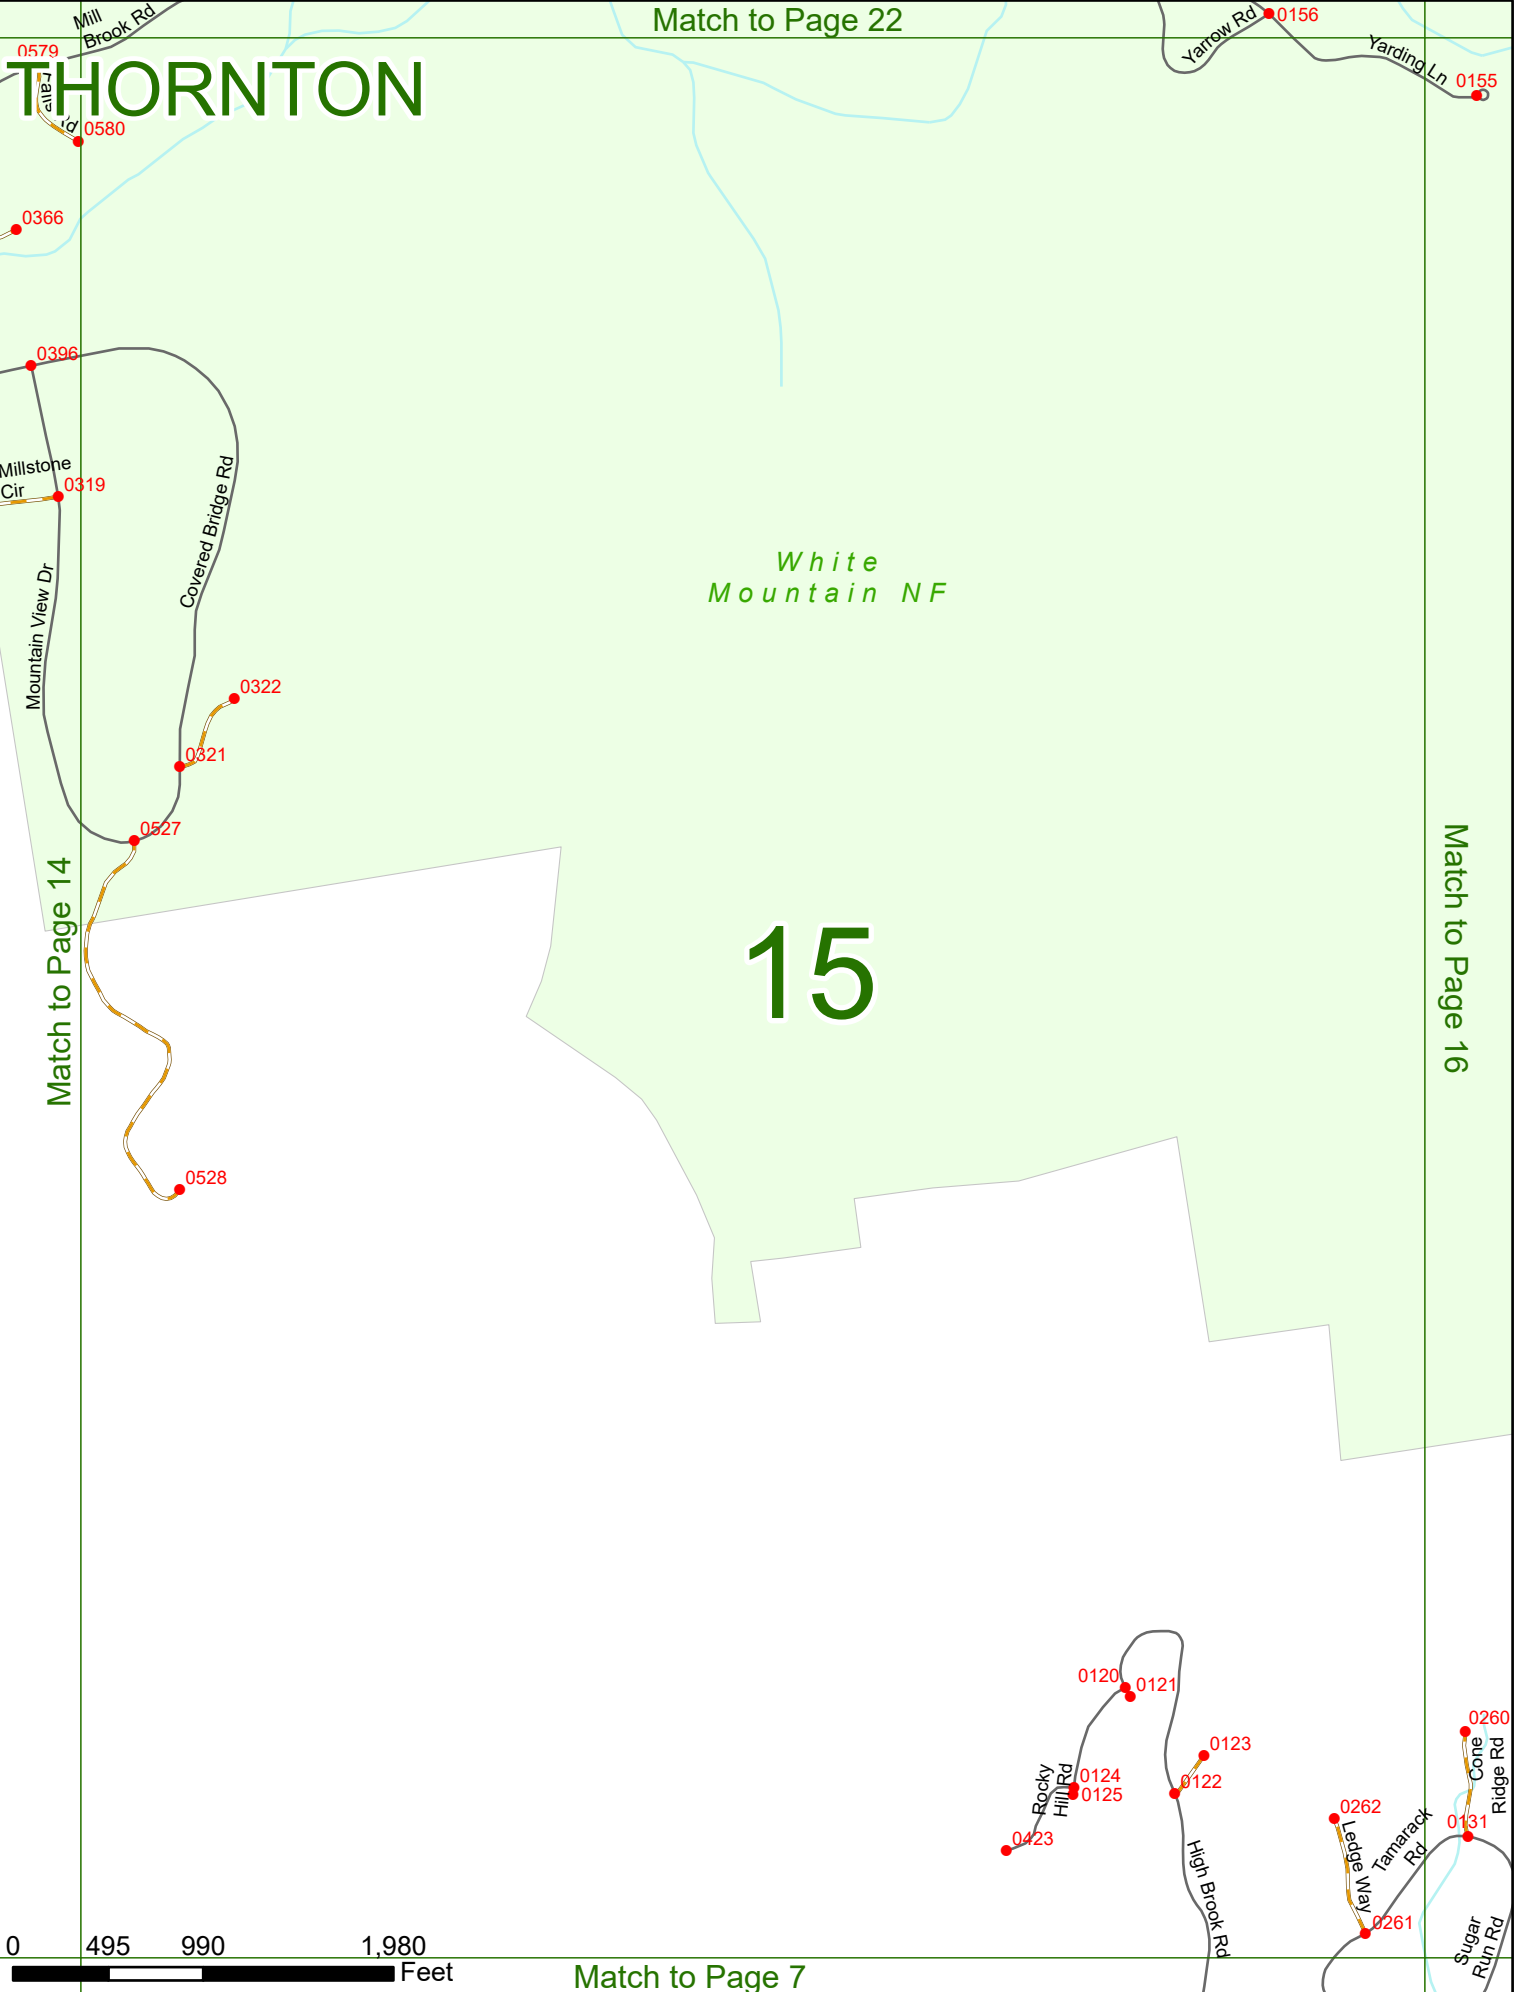 Match to Page 22
Mill
Brook Rd
Yarrow Rd
0156
Yarding Ln
0155
0579
THORNTON
Rd
0580
0366
0396
Millstone
Cir
0319
Covered Bridge Rd
White
Mountain NF
Mountain View Dr
0322
0321
0527
Match to Page 14
15
Match to Page 16
0528
0120
0121
0260
Cone
Ridge Rd
0123
Rocky
Hill Rd
0124
0125
0122
0262
0131
Tamarack
Rd
Ledge Way
0423
High Brook Rd
0261
Sugar
Run Rd
0 495 990 1,980
Feet
Match to Page 7